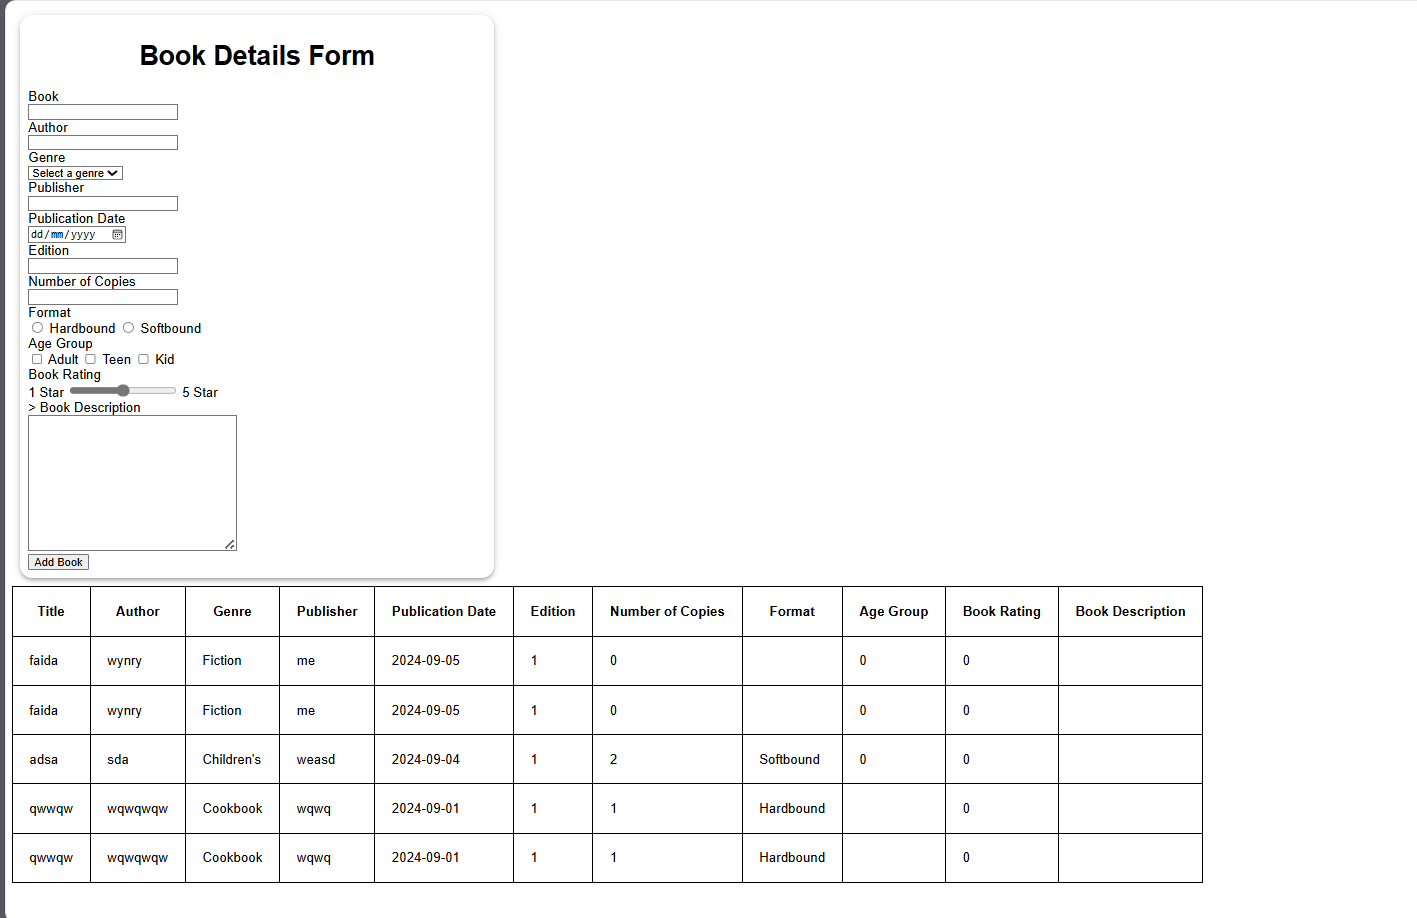 Book Details Form
Book
Author
Genre
Select a genre
Publisher
Publication Date
dd/mm/yyyy
Edition
Number of Copies
Format
Hardbound Softbound
Age Group
Adult Teen Kid
Book Rating
1 Star 5 Star
> Book Description
Add Book
Title Author Genre Publisher Publication Date Edition Number of Copies Format Age Group Book Rating Book Description
faida wynry Fiction me 2024-09-05 1 0 0 0
faida wynry Fiction me 2024-09-05 1 0 0 0
adsa sda Children's weasd 2024-09-04 1 2 Softbound 0 0
qwwqw wqwqwqw Cookbook wqwq 2024-09-01 1 1 Hardbound 0
qwwqw wqwqwqw Cookbook wqwq 2024-09-01 1 1 Hardbound 0